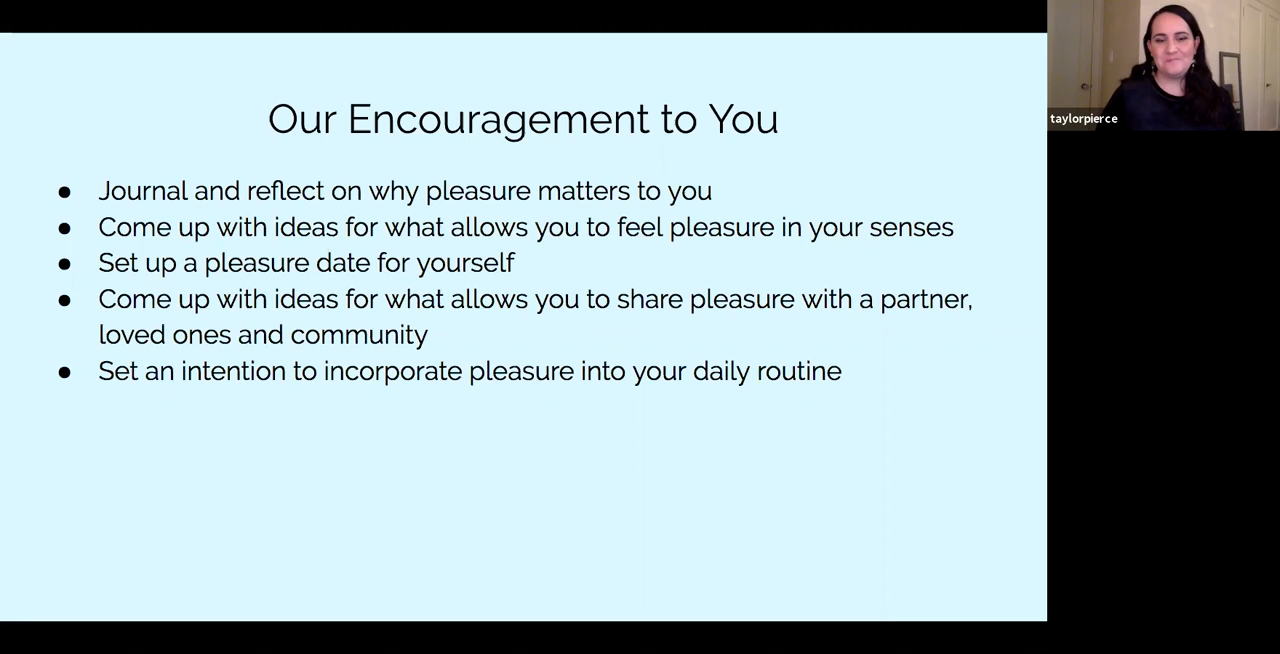 Our Encouragement to You
● Journal and reflect on why pleasure matters to you
● Come up with ideas for what allows you to feel pleasure in your senses
● Set up a pleasure date for yourself
● Come up with ideas for what allows you to share pleasure with a partner,
loved ones and community
● Set an intention to incorporate pleasure into your daily routine
taylorpierce